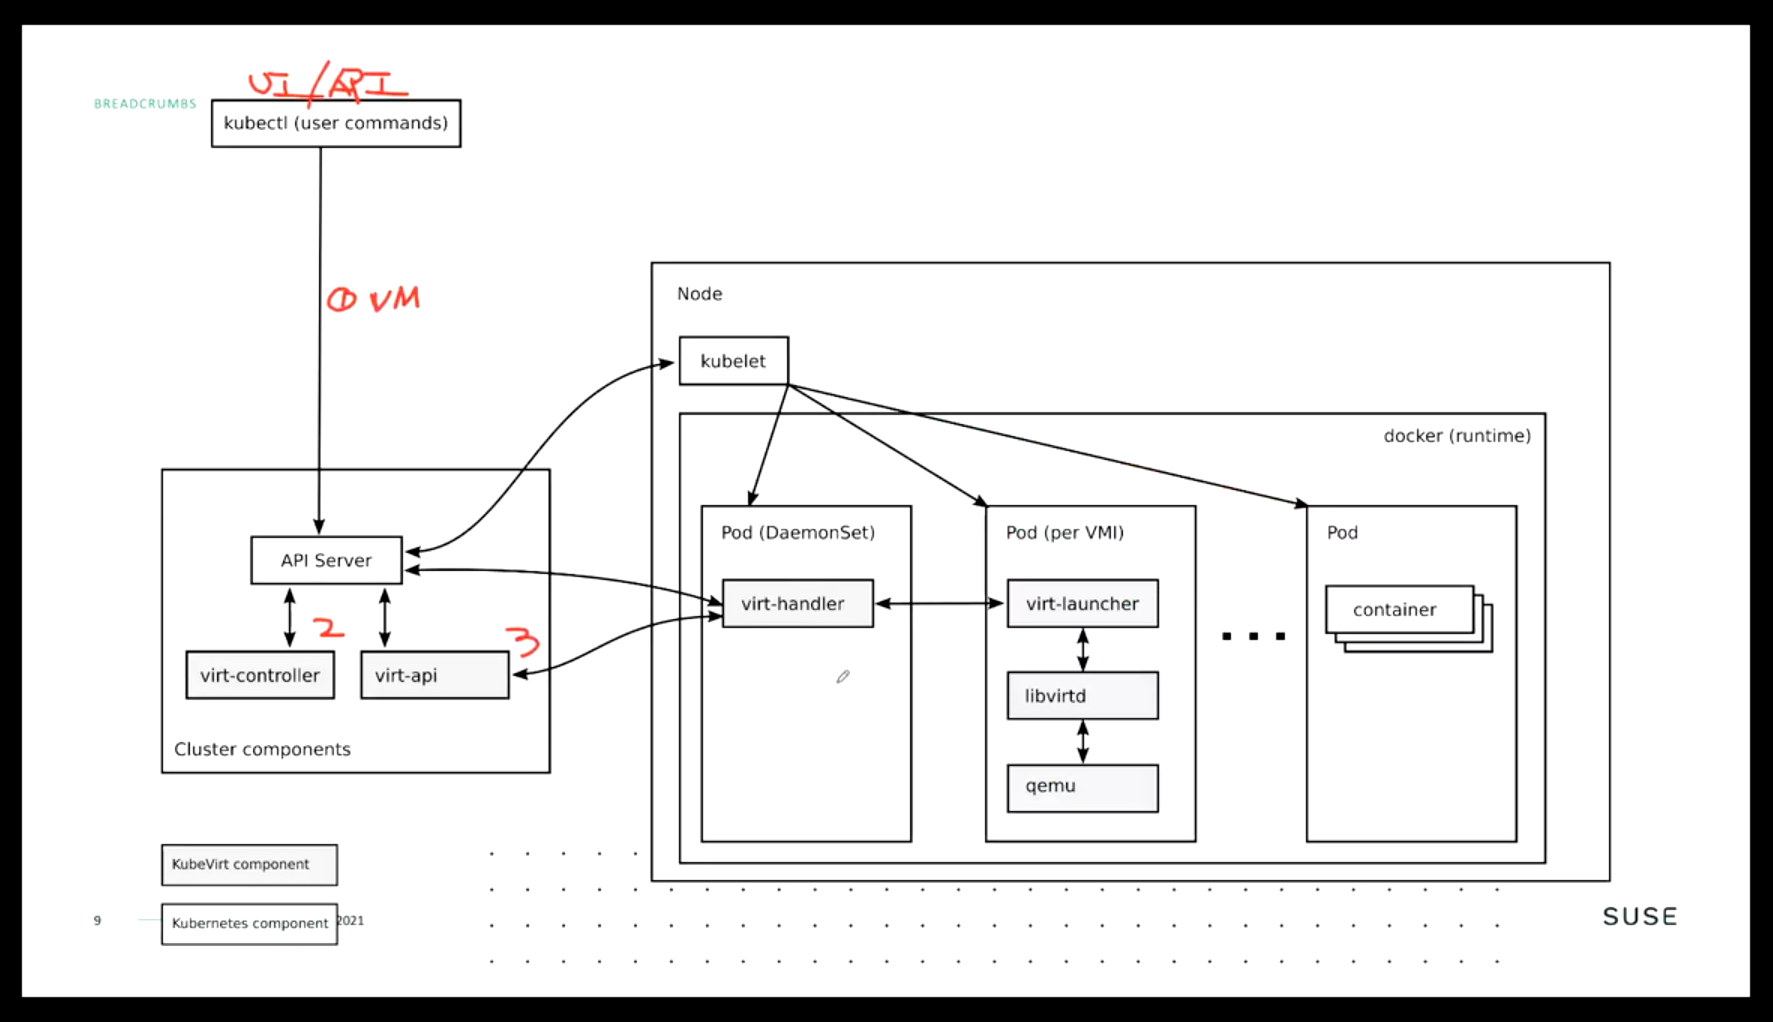 UI/API
BREADCRUMBS
kubectl (user commands)
① VM
Node
kubelet
docker (runtime)
API Server
2
3
virt-controller
virt-api
Cluster components
Pod (DaemonSet)
virt-handler
Pod (per VMI)
virt-launcher
libvirtd
qemu
Pod
container
KubeVirt component
Kubernetes component
9
2021
SUSE